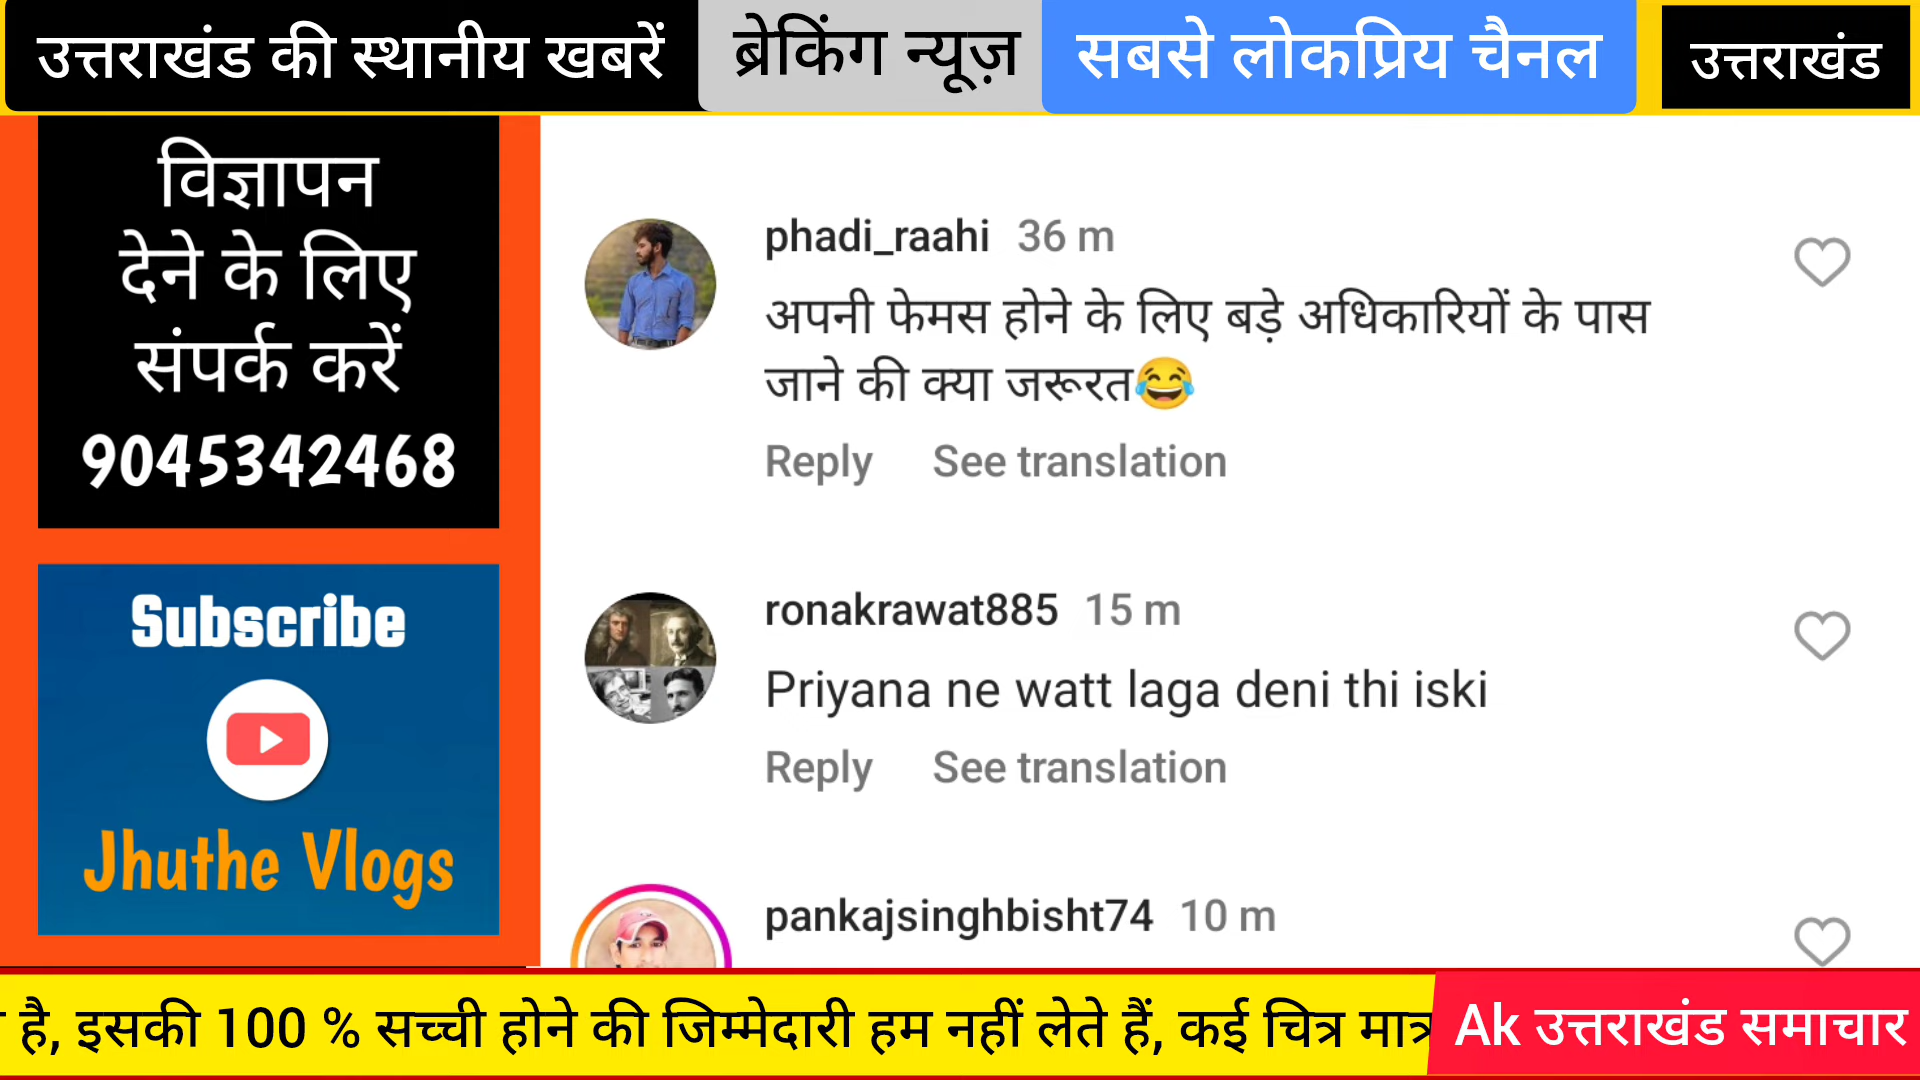 उत्तराखंड की स्थानीय खबरें
ब्रेकिंग न्यूज़
सबसे लोकप्रिय चैनल
उत्तराखंड
विज्ञापन
देने के लिए
संपर्क करें
9045342468
Subscribe
Jhuthe Vlogs
phadi_raahi 36 m
अपनी फेमस होने के लिए बड़े अधिकारियों के पास
जाने की क्या जरूरत😂
Reply See translation
ronakrawat885 15 m
Priyana ne watt laga deni thi iski
Reply See translation
pankajsinghbisht74 10 m
है, इसकी 100 % सच्ची होने की जिम्मेदारी हम नहीं लेते हैं, कई चित्र मात्र
Ak उत्तराखंड समाचार